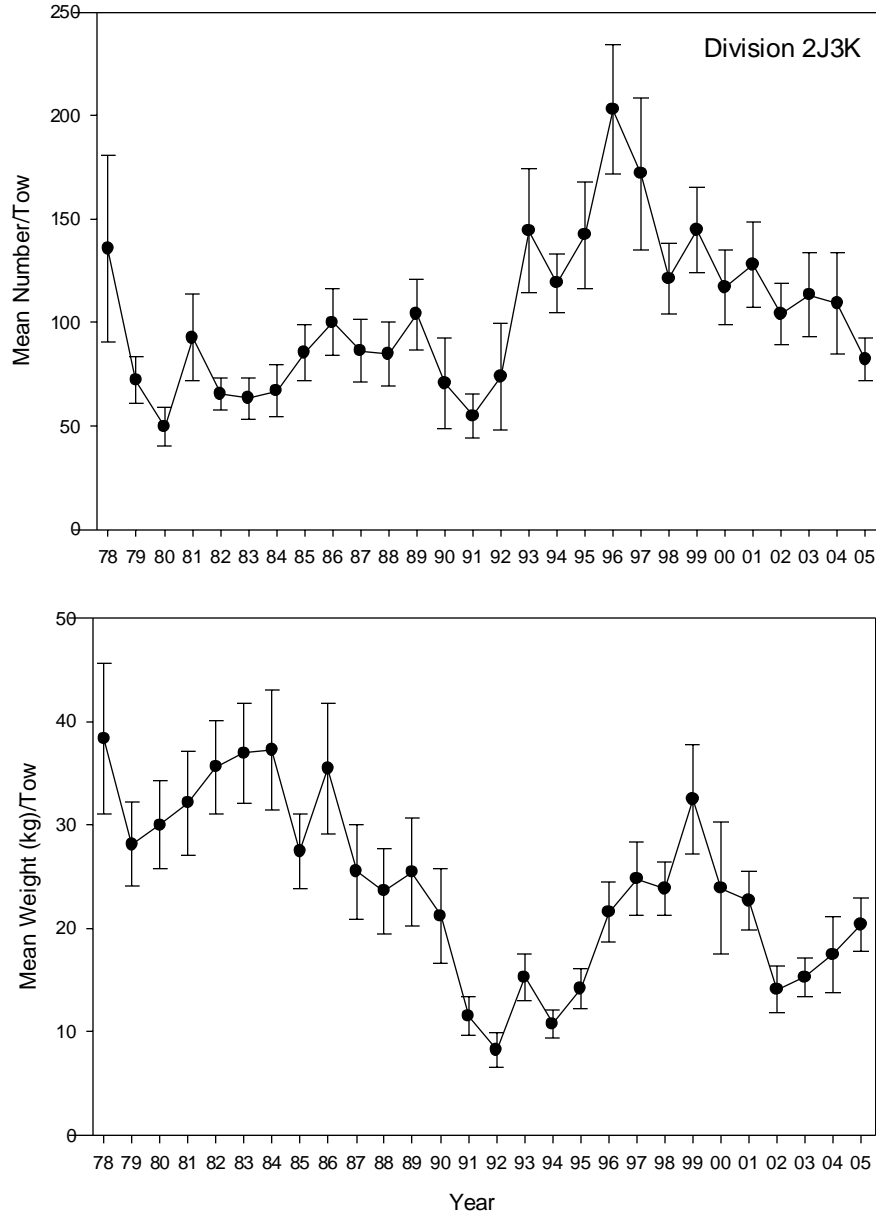 Division 2J3K
250
200
150
100
50
0
Mean Number/Tow
78 79 80 81 82 83 84 85 86 87 88 89 90 91 92 93 94 95 96 97 98 99 00 01 02 03 04 05
50
40
30
20
10
0
Mean Weight (kg)/Tow
78 79 80 81 82 83 84 85 86 87 88 89 90 91 92 93 94 95 96 97 98 99 00 01 02 03 04 05
Year